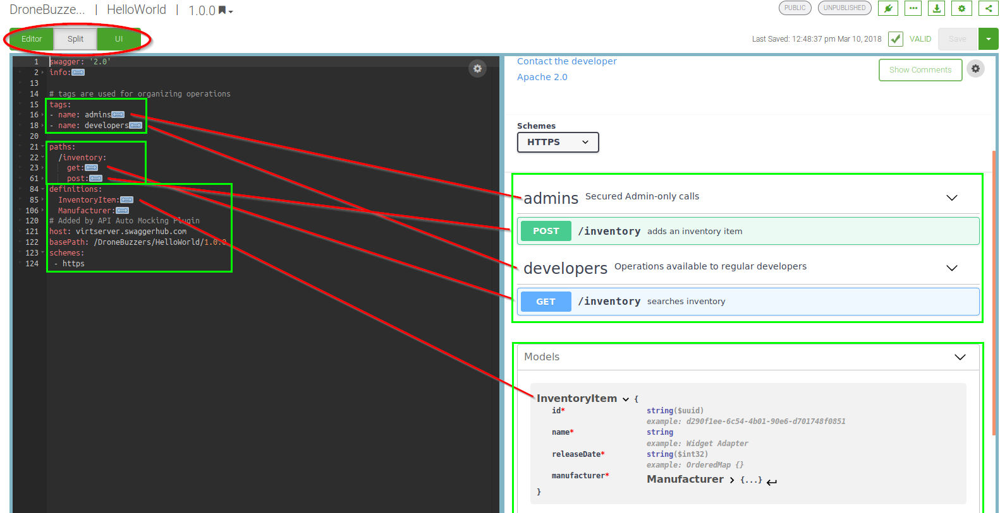 DroneBuzze... | HelloWorld | 1.0.0
PUBLIC UNPUBLISHED
Editor Split UI
Last Saved: 12:48:37 pm Mar 10, 2018 VALID Save
1 swagger: '2.0'
2 info:
13
14 # tags are used for organizing operations
15 tags:
16 - name: admins
18 - name: developers
20
21 paths:
22 /inventory:
23 get:
61 post:
84 definitions:
85 InventoryItem:
106 Manufacturer:
120 # Added by API Auto Mocking Plugin
121 host: virtserver.swaggerhub.com
122 basePath: /DroneBuzzers/HelloWorld/1.0.0
123 schemes:
124 - https
Contact the developer
Apache 2.0
Show Comments
Schemes
HTTPS
admins Secured Admin-only calls
POST /inventory adds an inventory item
developers Operations available to regular developers
GET /inventory searches inventory
Models
InventoryItem {
id* string($uuid)
example: d290f1ee-6c54-4b01-90e6-d701748f0851
name* string
example: Widget Adapter
releaseDate* string($int32)
example: OrderedMap {}
manufacturer* Manufacturer > {...}
}